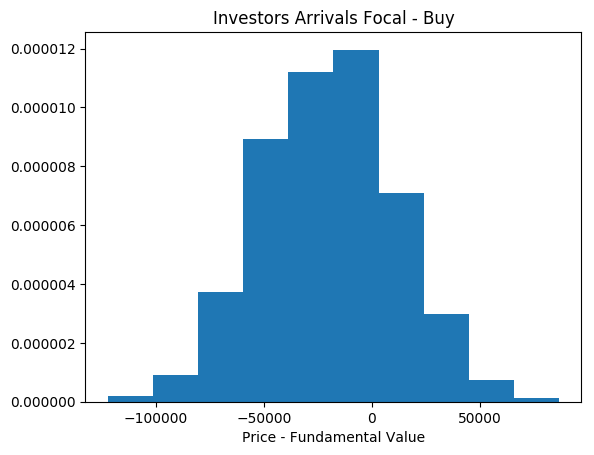 Investors Arrivals Focal - Buy
0.000012
0.000010
0.000008
0.000006
0.000004
0.000002
0.000000
−100000 −50000 0 50000
Price - Fundamental Value